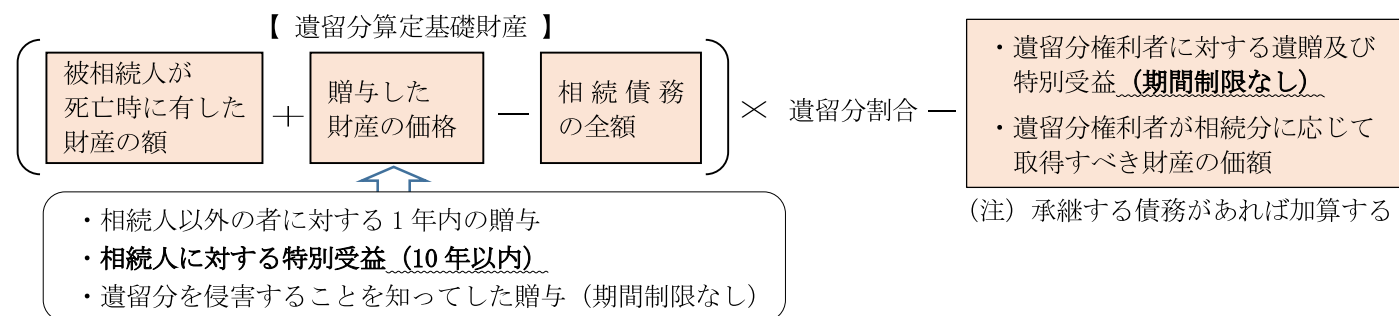 【 遺留分算定基礎財産 】
被相続人が
死亡時に有した
財産の額
＋
贈与した
財産の価格
－
相 続 債 務
の全額
× 遺留分割合 －
・遺留分権利者に対する遺贈及び
特別受益（期間制限なし）
・遺留分権利者が相続分に応じて
取得すべき財産の価額
（注）承継する債務があれば加算する
・相続人以外の者に対する 1 年内の贈与
・相続人に対する特別受益（10 年以内）
・遺留分を侵害することを知ってした贈与（期間制限なし）